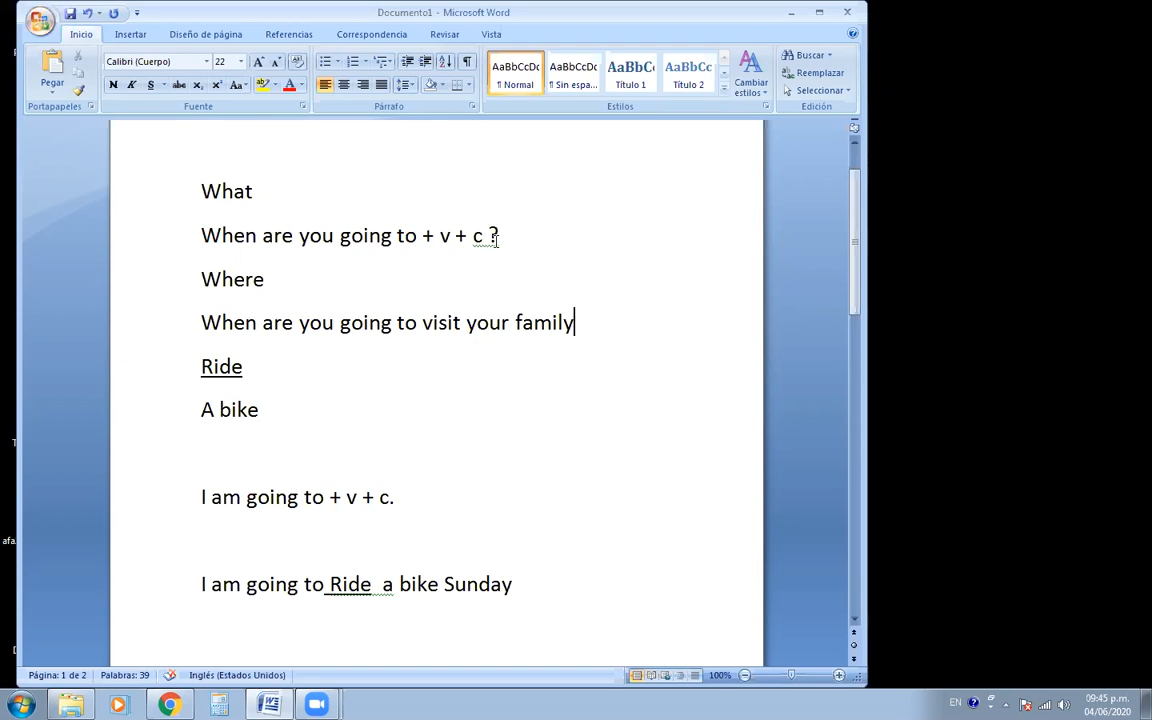 Documento1 - Microsoft Word
Inicio Insertar Diseño de página Referencias Correspondencia Revisar Vista
Pegar
Calibri (Cuerpo) 22
AaBbCcDc AaBbCcDc AaBbC AaBbCc
¶ Normal ¶ Sin espa... Título 1 Título 2
Cambiar estilos
Buscar
Reemplazar
Seleccionar
Portapapeles Fuente Párrafo Estilos Edición
What
When are you going to + v + c ?
Where
When are you going to visit your family
Ride
A bike
I am going to + v + c.
I am going to Ride a bike Sunday
Página: 1 de 2 Palabras: 39 Inglés (Estados Unidos) 100%
EN 09:45 p.m.
04/06/2020